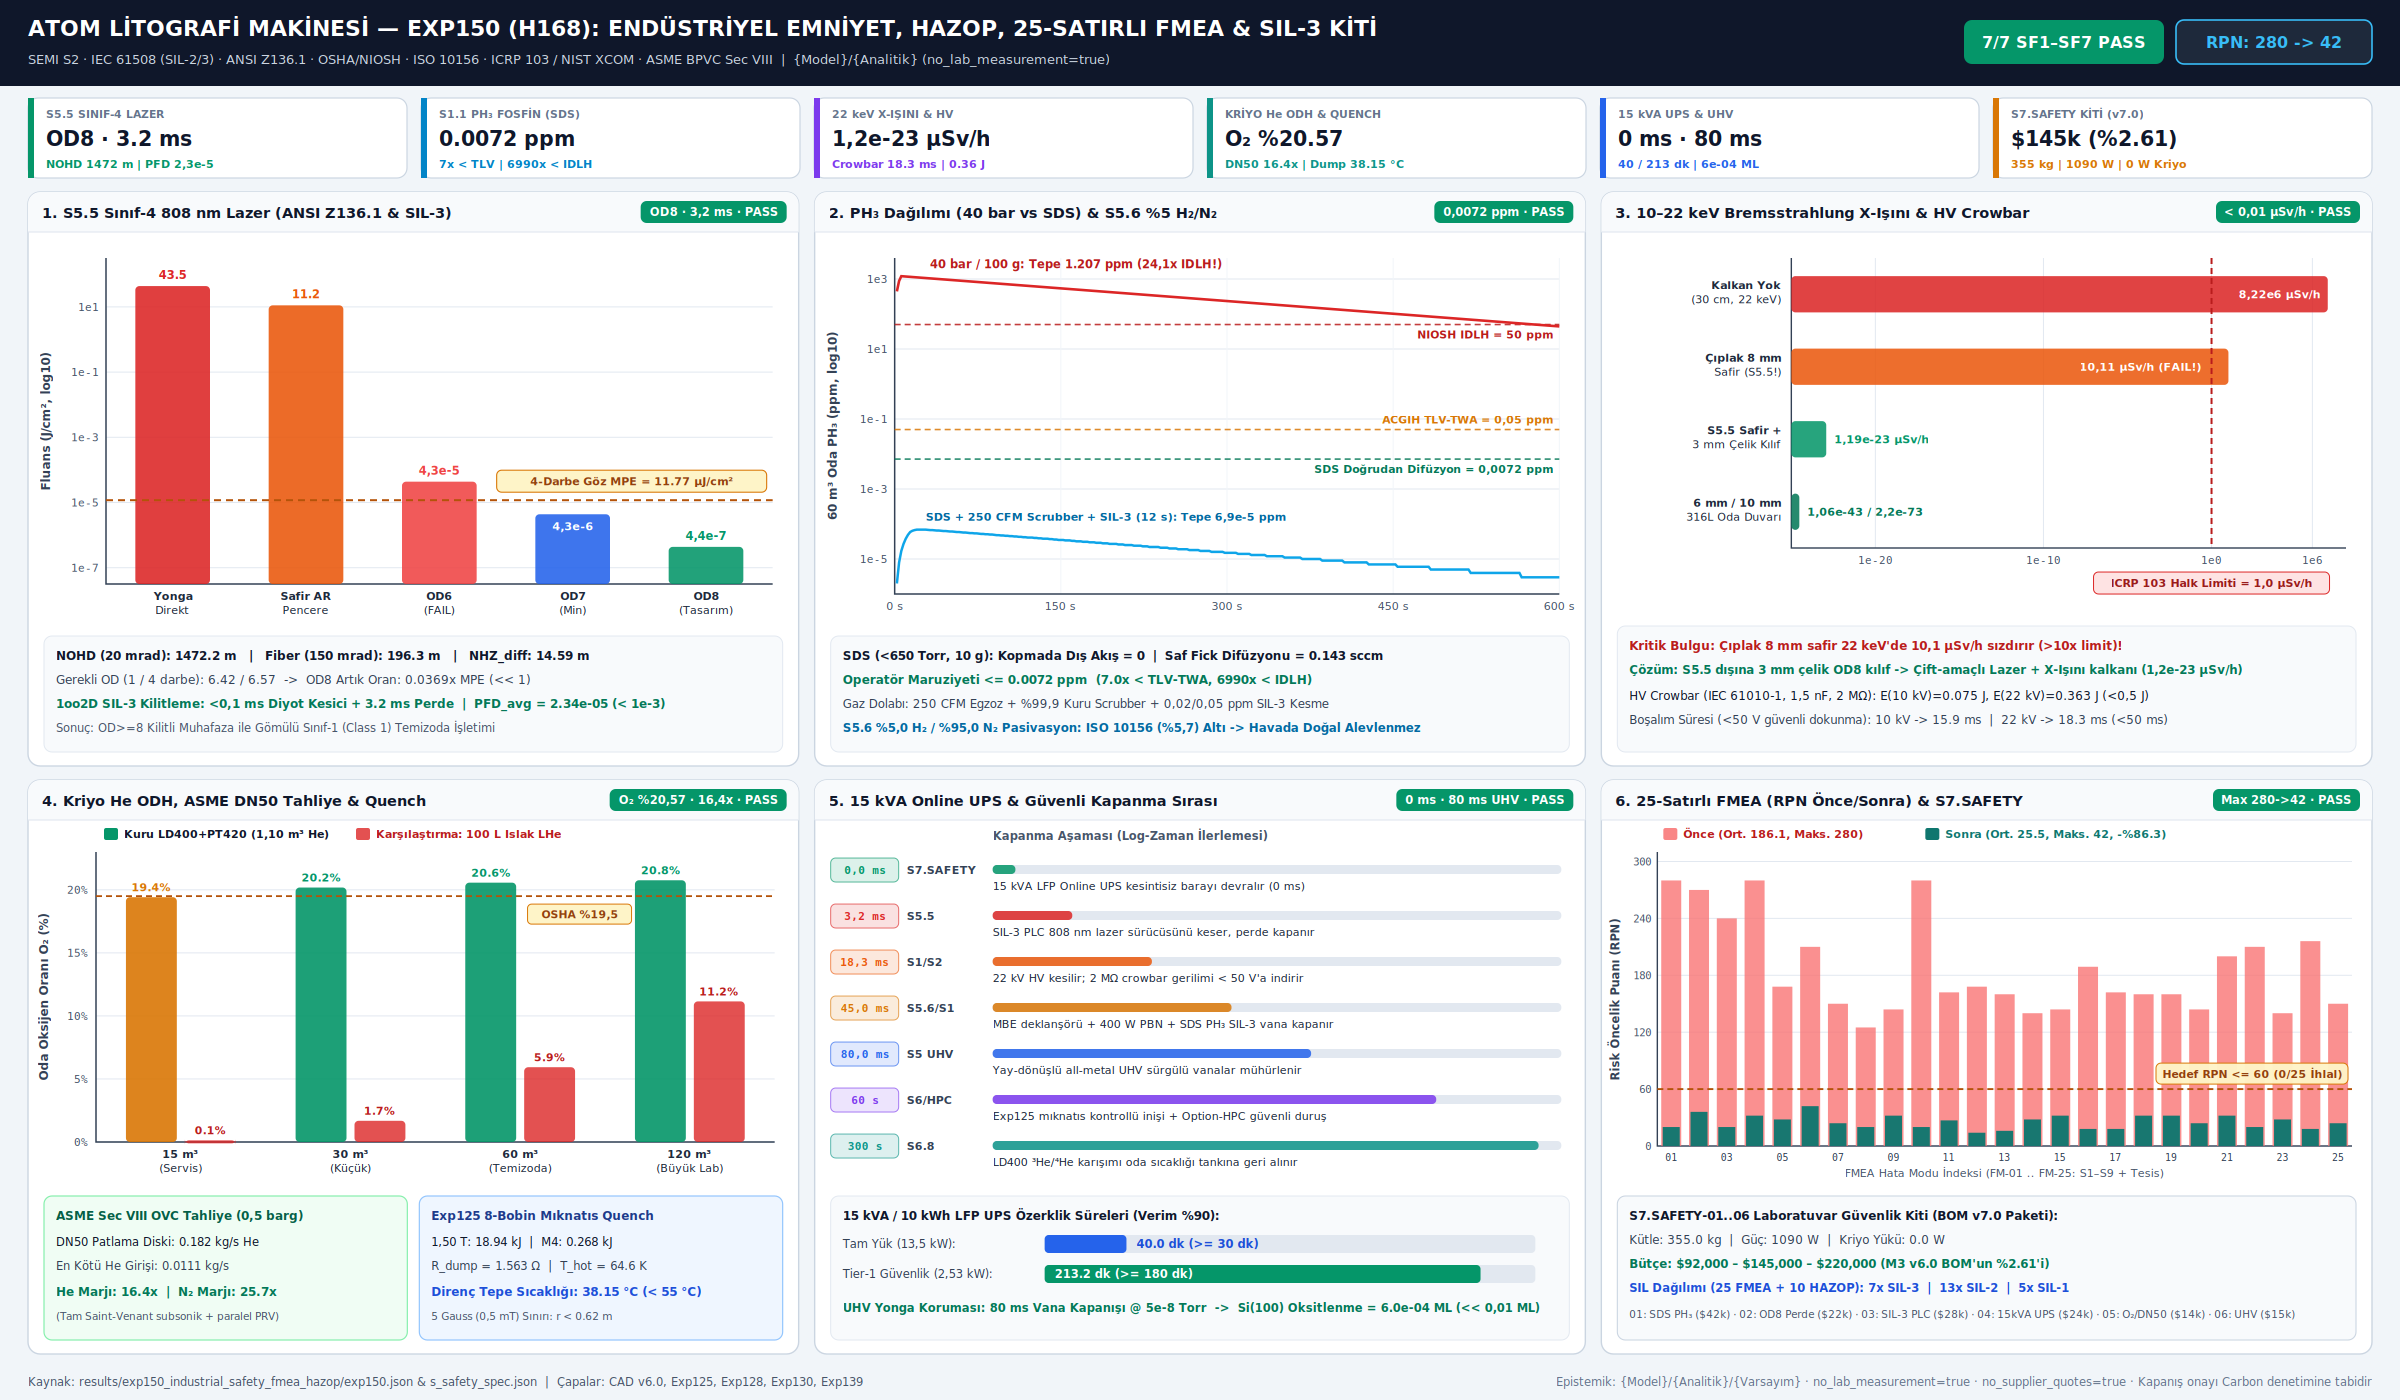 ATOM LİTOGRAFİ MAKİNESİ — EXP150 (H168): ENDÜSTRİYEL EMNİYET, HAZOP, 25-SATIRLI FMEA & SIL-3 KİTİ
SEMI S2 · IEC 61508 (SIL-2/3) · ANSI Z136.1 · OSHA/NIOSH · ISO 10156 · ICRP 103 / NIST XCOM · ASME BPVC Sec VIII | {Model}/{Analitik} (no_lab_measurement=true)
7/7 SF1–SF7 PASS
RPN: 280 -> 42
S5.5 SINIF-4 LAZER
OD8 · 3.2 ms
NOHD 1472 m | PFD 2,3e-5
S1.1 PH₃ FOSFİN (SDS)
0.0072 ppm
7x < TLV | 6990x < IDLH
22 keV X-IŞINI & HV
1,2e-23 µSv/h
Crowbar 18.3 ms | 0.36 J
KRİYO He ODH & QUENCH
O₂ %20.57
DN50 16.4x | Dump 38.15 °C
15 kVA UPS & UHV
0 ms · 80 ms
40 / 213 dk | 6e-04 ML
S7.SAFETY KİTİ (v7.0)
$145k (%2.61)
355 kg | 1090 W | 0 W Kriyo
1. S5.5 Sınıf-4 808 nm Lazer (ANSI Z136.1 & SIL-3)
OD8 · 3,2 ms · PASS
Fluans (J/cm², log10)
1e1
1e-1
1e-3
1e-5
1e-7
43.5
11.2
4,3e-5
4,3e-6
4,4e-7
4-Darbe Göz MPE = 11.77 µJ/cm²
Yonga
Direkt
Safir AR
Pencere
OD6
(FAIL)
OD7
(Min)
OD8
(Tasarım)
NOHD (20 mrad): 1472.2 m | Fiber (150 mrad): 196.3 m | NHZ_diff: 14.59 m
Gerekli OD (1 / 4 darbe): 6.42 / 6.57 -> OD8 Artık Oran: 0.0369x MPE (<< 1)
1oo2D SIL-3 Kilitleme: <0,1 ms Diyot Kesici + 3.2 ms Perde | PFD_avg = 2.34e-05 (< 1e-3)
Sonuç: OD>=8 Kilitli Muhafaza ile Gömülü Sınıf-1 (Class 1) Temizoda İşletimi
2. PH₃ Dağılımı (40 bar vs SDS) & S5.6 %5 H₂/N₂
0,0072 ppm · PASS
60 m³ Oda PH₃ (ppm, log10)
1e3
1e1
1e-1
1e-3
1e-5
40 bar / 100 g: Tepe 1.207 ppm (24,1x IDLH!)
NIOSH IDLH = 50 ppm
ACGIH TLV-TWA = 0,05 ppm
SDS Doğrudan Difüzyon = 0,0072 ppm
SDS + 250 CFM Scrubber + SIL-3 (12 s): Tepe 6,9e-5 ppm
0 s
150 s
300 s
450 s
600 s
SDS (<650 Torr, 10 g): Kopmada Dış Akış = 0 | Saf Fick Difüzyonu = 0.143 sccm
Operatör Maruziyeti <= 0.0072 ppm (7.0x < TLV-TWA, 6990x < IDLH)
Gaz Dolabı: 250 CFM Egzoz + %99,9 Kuru Scrubber + 0,02/0,05 ppm SIL-3 Kesme
S5.6 %5,0 H₂ / %95,0 N₂ Pasivasyon: ISO 10156 (%5,7) Altı -> Havada Doğal Alevlenmez
3. 10–22 keV Bremsstrahlung X-Işını & HV Crowbar
< 0,01 µSv/h · PASS
Kalkan Yok
(30 cm, 22 keV)
8,22e6 µSv/h
Çıplak 8 mm
Safir (S5.5!)
10,11 µSv/h (FAIL!)
S5.5 Safir +
3 mm Çelik Kılıf
1,19e-23 µSv/h
6 mm / 10 mm
316L Oda Duvarı
1,06e-43 / 2,2e-73
1e-20
1e-10
1e0
1e6
ICRP 103 Halk Limiti = 1,0 µSv/h
Kritik Bulgu: Çıplak 8 mm safir 22 keV'de 10,1 µSv/h sızdırır (>10x limit)!
Çözüm: S5.5 dışına 3 mm çelik OD8 kılıf -> Çift-amaçlı Lazer + X-Işını kalkanı (1,2e-23 µSv/h)
HV Crowbar (IEC 61010-1, 1,5 nF, 2 MΩ): E(10 kV)=0.075 J, E(22 kV)=0.363 J (<0,5 J)
Boşalım Süresi (<50 V güvenli dokunma): 10 kV -> 15.9 ms | 22 kV -> 18.3 ms (<50 ms)
4. Kriyo He ODH, ASME DN50 Tahliye & Quench
O₂ %20,57 · 16,4x · PASS
Kuru LD400+PT420 (1,10 m³ He)
Karşılaştırma: 100 L Islak LHe
Oda Oksijen Oranı O₂ (%)
20%
15%
10%
5%
0%
19.4%
0.1%
20.2%
1.7%
20.6%
5.9%
20.8%
11.2%
OSHA %19,5
15 m³
(Servis)
30 m³
(Küçük)
60 m³
(Temizoda)
120 m³
(Büyük Lab)
ASME Sec VIII OVC Tahliye (0,5 barg)
DN50 Patlama Diski: 0.182 kg/s He
En Kötü He Girişi: 0.0111 kg/s
He Marjı: 16.4x | N₂ Marjı: 25.7x
(Tam Saint-Venant subsonik + paralel PRV)
Exp125 8-Bobin Mıknatıs Quench
1,50 T: 18.94 kJ | M4: 0.268 kJ
R_dump = 1.563 Ω | T_hot = 64.6 K
Direnç Tepe Sıcaklığı: 38.15 °C (< 55 °C)
5 Gauss (0,5 mT) Sınırı: r < 0.62 m
5. 15 kVA Online UPS & Güvenli Kapanma Sırası
0 ms · 80 ms UHV · PASS
Kapanma Aşaması (Log-Zaman İlerlemesi)
0,0 ms S7.SAFETY
15 kVA LFP Online UPS kesintisiz barayı devralır (0 ms)
3,2 ms S5.5
SIL-3 PLC 808 nm lazer sürücüsünü keser, perde kapanır
18,3 ms S1/S2
22 kV HV kesilir; 2 MΩ crowbar gerilimi < 50 V'a indirir
45,0 ms S5.6/S1
MBE deklanşörü + 400 W PBN + SDS PH₃ SIL-3 vana kapanır
80,0 ms S5 UHV
Yay-dönüşlü all-metal UHV sürgülü vanalar mühürlenir
60 s S6/HPC
Exp125 mıknatıs kontrollü inişi + Option-HPC güvenli duruş
300 s S6.8
LD400 ³He/⁴He karışımı oda sıcaklığı tankına geri alınır
15 kVA / 10 kWh LFP UPS Özerklik Süreleri (Verim %90):
Tam Yük (13,5 kW):
40.0 dk (>= 30 dk)
Tier-1 Güvenlik (2,53 kW):
213.2 dk (>= 180 dk)
UHV Yonga Koruması: 80 ms Vana Kapanışı @ 5e-8 Torr -> Si(100) Oksitlenme = 6.0e-04 ML (<< 0,01 ML)
6. 25-Satırlı FMEA (RPN Önce/Sonra) & S7.SAFETY
Max 280->42 · PASS
Önce (Ort. 186.1, Maks. 280)
Sonra (Ort. 25.5, Maks. 42, -%86.3)
Risk Öncelik Puanı (RPN)
300
240
180
120
60
0
Hedef RPN <= 60 (0/25 İhlal)
01
03
05
07
09
11
13
15
17
19
21
23
25
FMEA Hata Modu İndeksi (FM-01 .. FM-25: S1–S9 + Tesis)
S7.SAFETY-01..06 Laboratuvar Güvenlik Kiti (BOM v7.0 Paketi):
Kütle: 355.0 kg | Güç: 1090 W | Kriyo Yükü: 0.0 W
Bütçe: $92,000 – $145,000 – $220,000 (M3 v6.0 BOM'un %2.61'i)
SIL Dağılımı (25 FMEA + 10 HAZOP): 7x SIL-3 | 13x SIL-2 | 5x SIL-1
01: SDS PH₃ ($42k) · 02: OD8 Perde ($22k) · 03: SIL-3 PLC ($28k) · 04: 15kVA UPS ($24k) · 05: O₂/DN50 ($14k) · 06: UHV ($15k)
Kaynak: results/exp150_industrial_safety_fmea_hazop/exp150.json & s_safety_spec.json | Çapalar: CAD v6.0, Exp125, Exp128, Exp130, Exp139
Epistemik: {Model}/{Analitik}/{Varsayım} · no_lab_measurement=true · no_supplier_quotes=true · Kapanış onayı Carbon denetimine tabidir